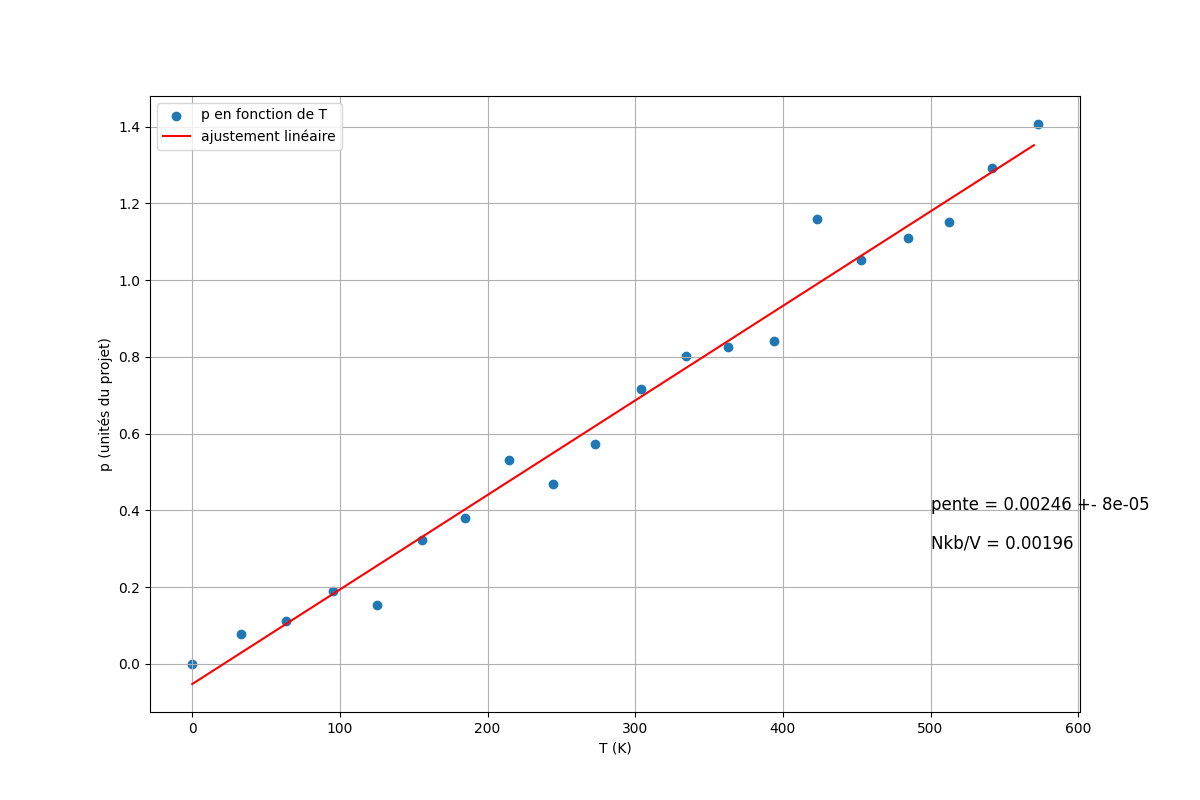 p en fonction de T
ajustement linéaire
1.4
1.2
1.0
0.8
0.6
0.4
0.2
0.0
p (unités du projet)
pente = 0.00246 +- 8e-05
Nkb/V = 0.00196
0 100 200 300 400 500 600
T (K)